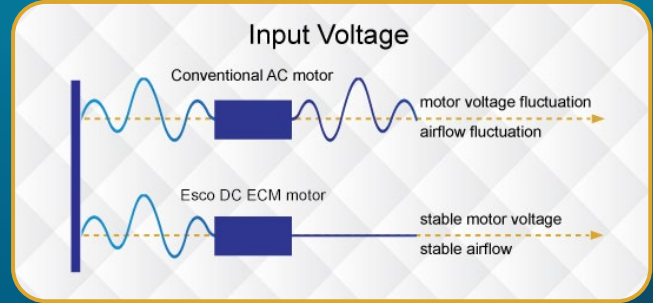 Input Voltage
Conventional AC motor
motor voltage fluctuation
airflow fluctuation
Esco DC ECM motor
stable motor voltage
stable airflow